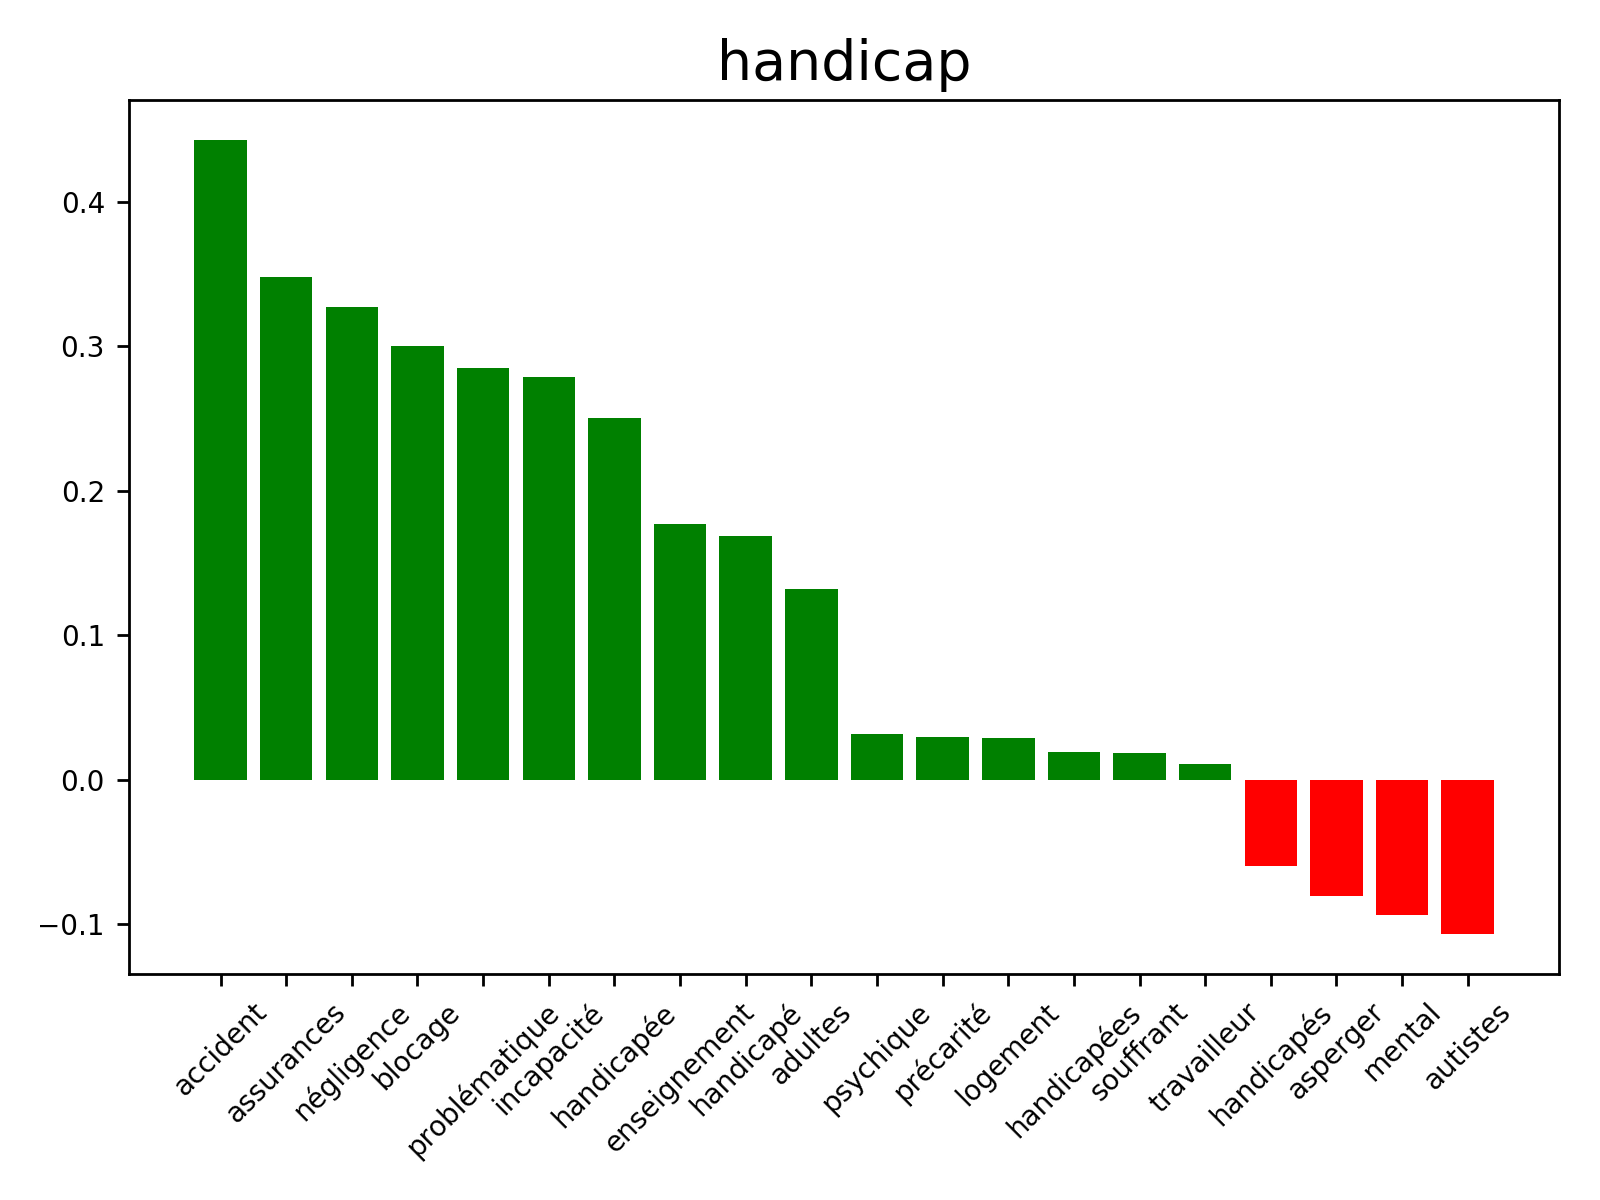 handicap
0.4
0.3
0.2
0.1
0.0
−0.1
accident
assurances
négligence
blocage
problématique
incapacité
handicapée
enseignement
handicapé
adultes
psychique
précarité
logement
handicapées
souffrant
travailleur
handicapés
asperger
mental
autistes